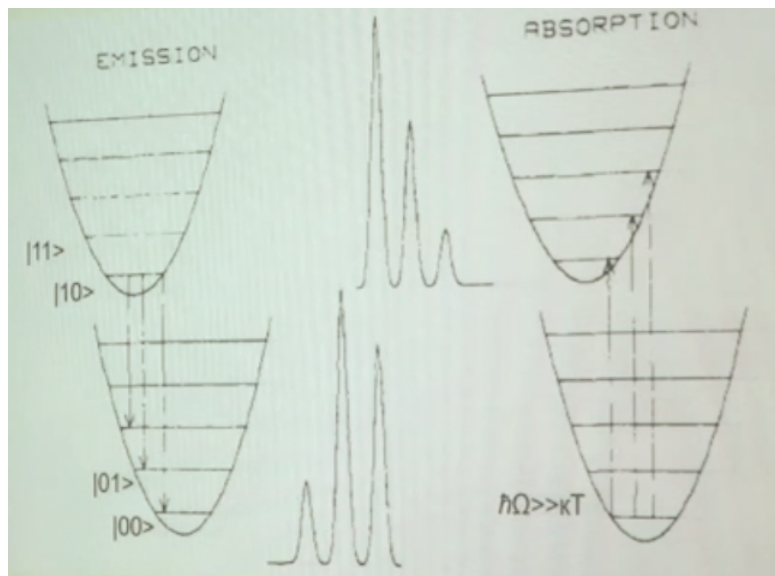 EMISSION
ABSORPTION
|11>
|10>
|01>
|00>
ℏΩ>>κT